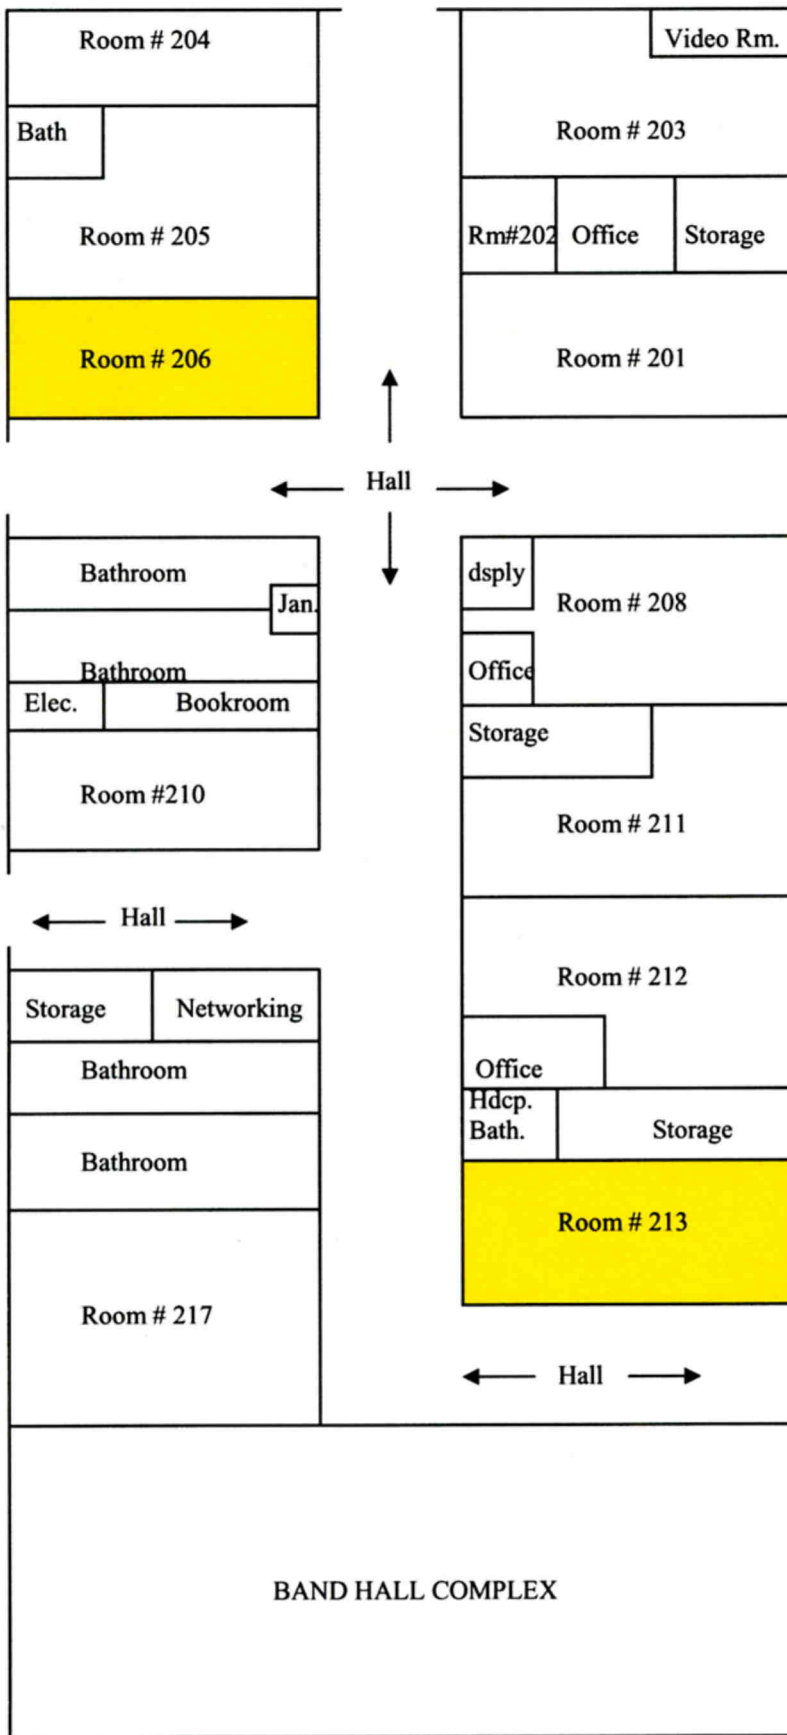 Room # 204
Video Rm.
Bath
Room # 203
Room # 205
Rm#202
Office
Storage
Room # 206
Room # 201
Hall
Bathroom
Jan.
Bathroom
Elec.
Bookroom
Room #210
dsply
Room # 208
Office
Storage
Room # 211
Hall
Storage
Networking
Bathroom
Bathroom
Room # 217
Room # 212
Office
Hdcp.
Bath.
Storage
Room # 213
Hall
BAND HALL COMPLEX